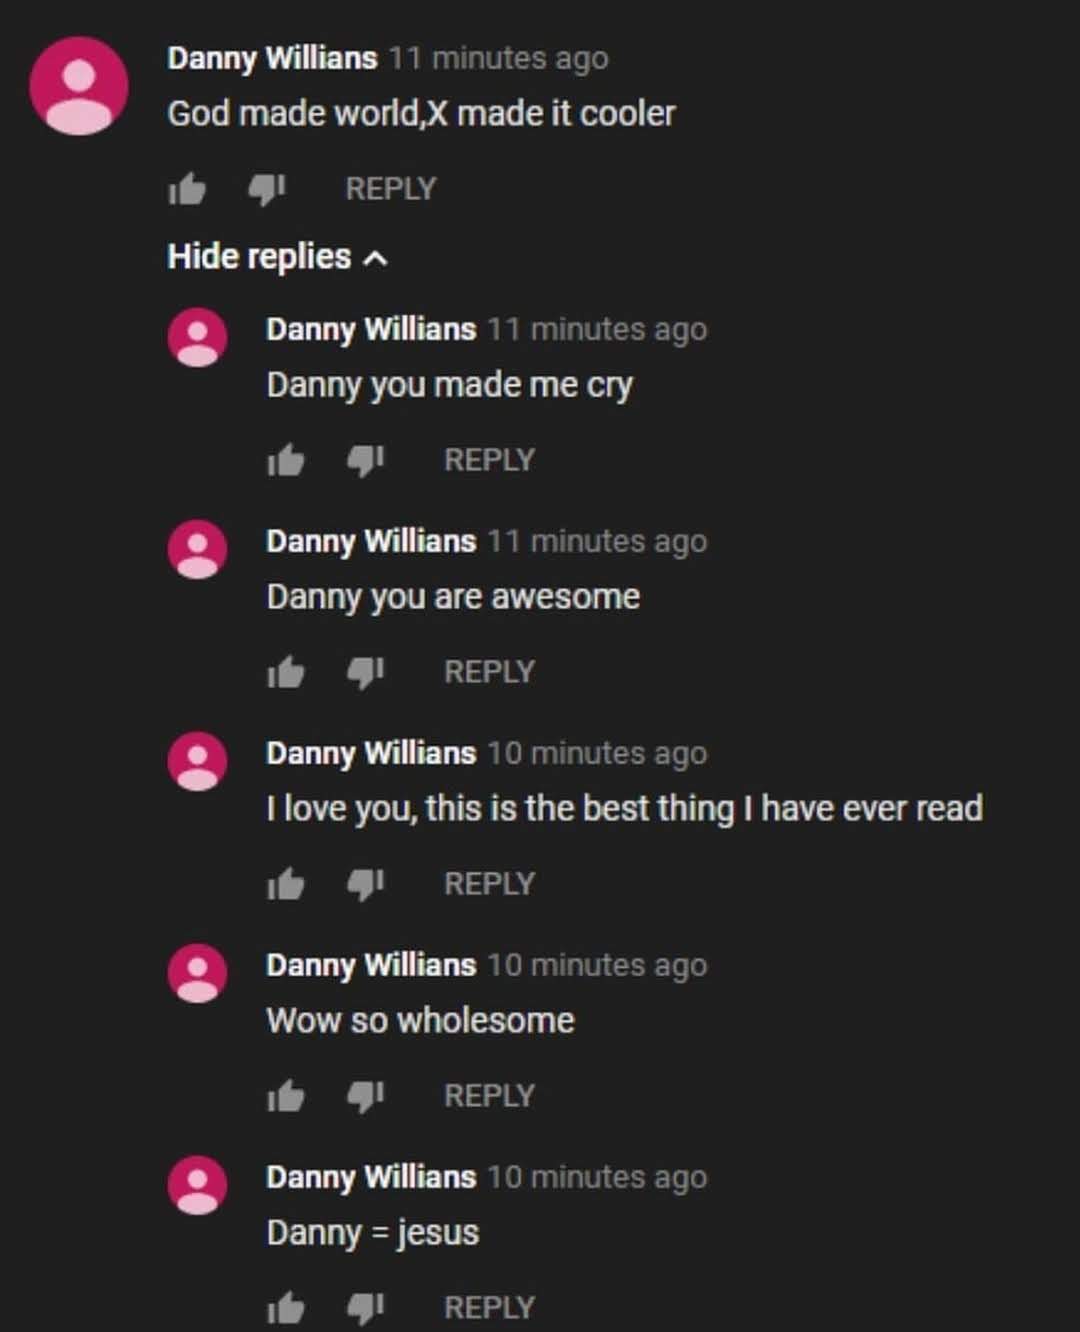 Danny Willians 11 minutes ago
God made world,X made it cooler
REPLY
Hide replies
Danny Willians 11 minutes ago
Danny you made me cry
REPLY
Danny Willians 11 minutes ago
Danny you are awesome
REPLY
Danny Willians 10 minutes ago
I love you, this is the best thing I have ever read
REPLY
Danny Willians 10 minutes ago
Wow so wholesome
REPLY
Danny Willians 10 minutes ago
Danny = jesus
REPLY